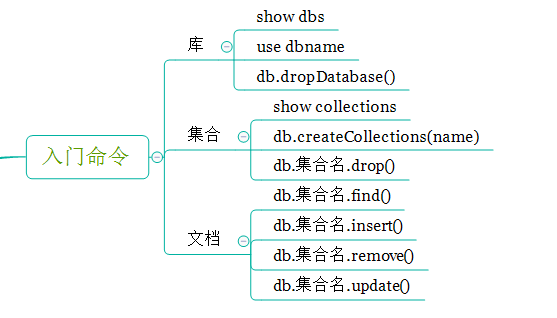 入门命令
库
show dbs
use dbname
db.dropDatabase()
集合
show collections
db.createCollections(name)
db.集合名.drop()
文档
db.集合名.find()
db.集合名.insert()
db.集合名.remove()
db.集合名.update()